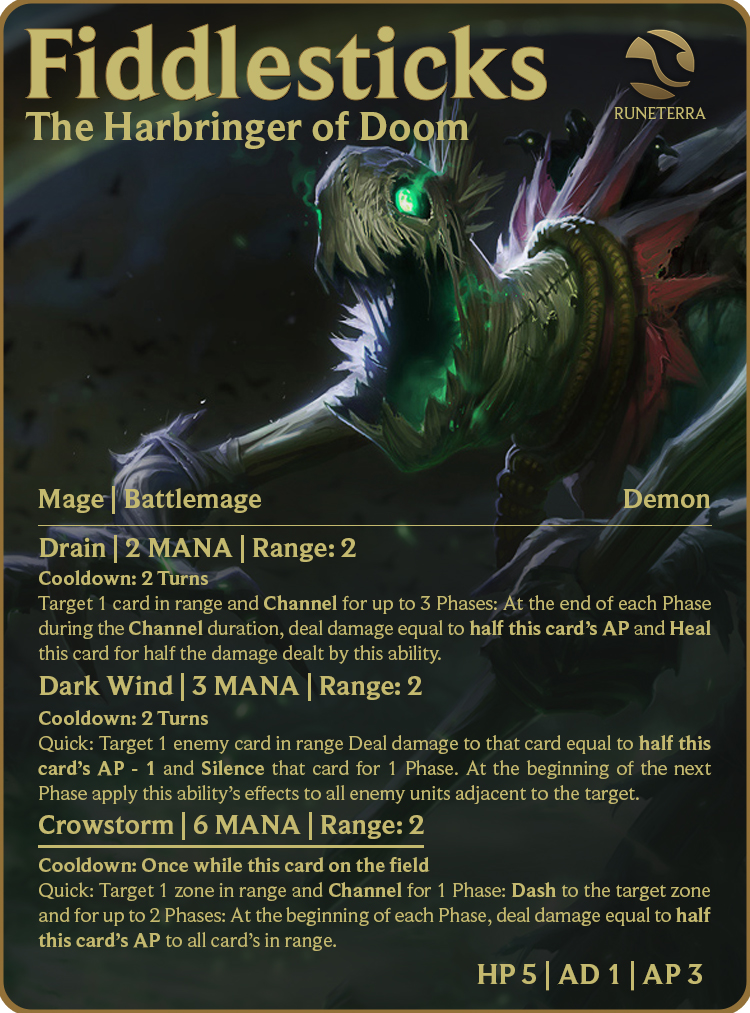 Fiddlesticks
RUNETERRA
The Harbringer of Doom
Mage | Battlemage
Demon
Drain | 2 MANA | Range: 2
Cooldown: 2 Turns
Target 1 card in range and Channel for up to 3 Phases: At the end of each Phase
during the Channel duration, deal damage equal to half this card's AP and Heal
this card for half the damage dealt by this ability.
Dark Wind | 3 MANA | Range: 2
Cooldown: 2 Turns
Quick: Target 1 enemy card in range Deal damage to that card equal to half this
card's AP - 1 and Silence that card for 1 Phase. At the beginning of the next
Phase apply this ability's effects to all enemy units adjacent to the target.
Crowstorm | 6 MANA | Range: 2
Cooldown: Once while this card on the field
Quick: Target 1 zone in range and Channel for 1 Phase: Dash to the target zone
and for up to 2 Phases: At the beginning of each Phase, deal damage equal to half
this card's AP to all card's in range.
HP 5 | AD 1 | AP 3